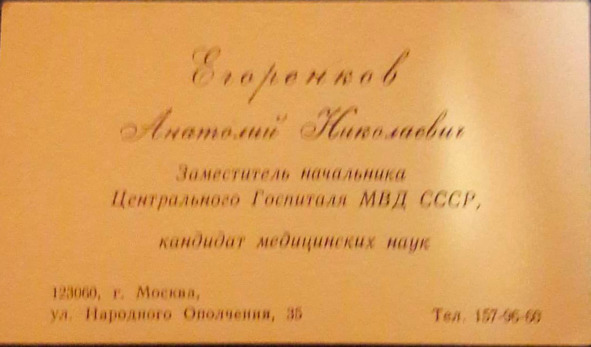 Егоренков
Анатолий Николаевич
Заместитель начальника
Центрального Госпиталя МВД СССР,
кандидат медицинских наук
123060, г. Москва,
ул. Народного Ополчения, 35
Тел. 157-96-66